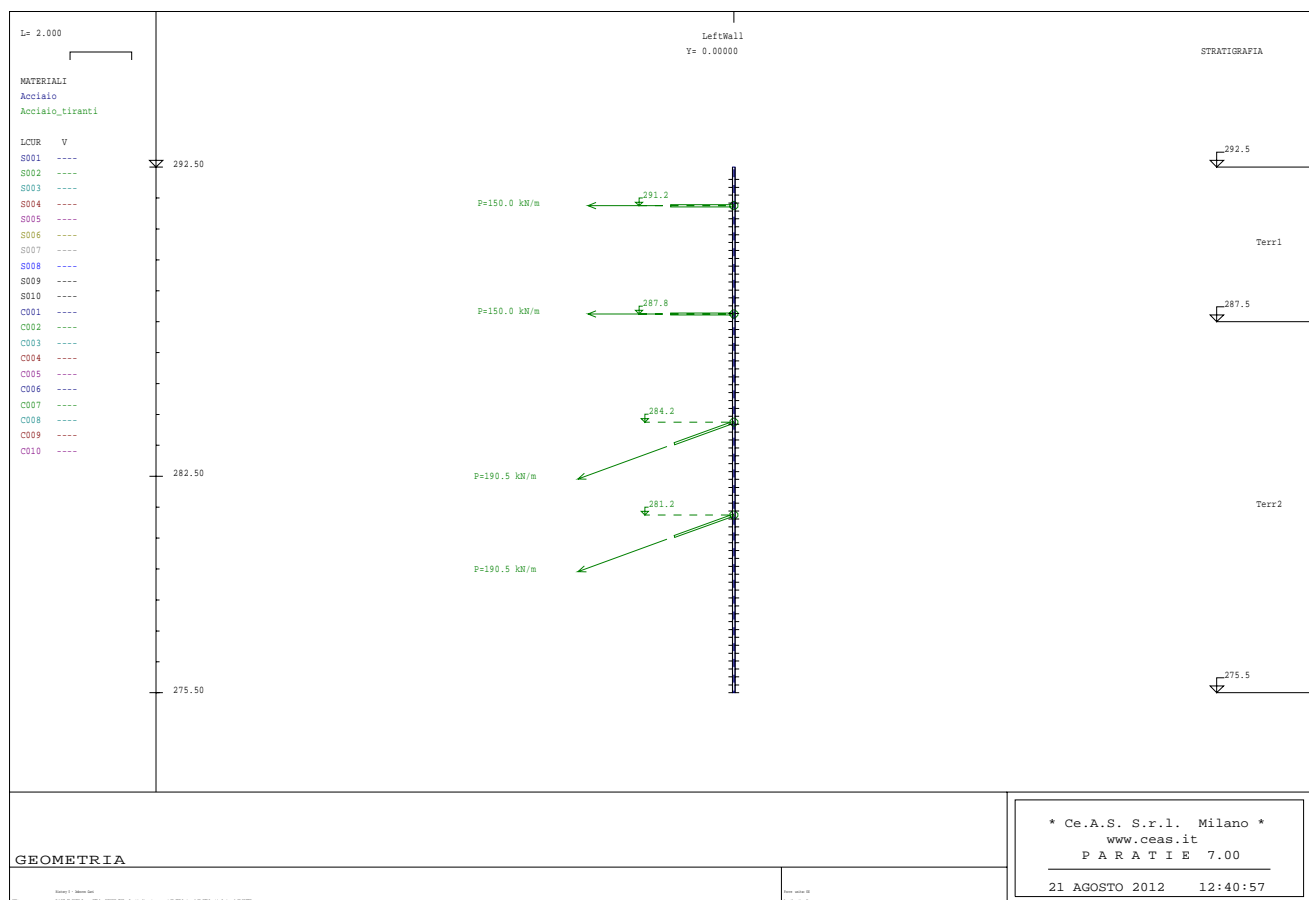 L= 2.000
LeftWall
Y= 0.00000
STRATIGRAFIA
MATERIALI
Acciaio
Acciaio_tiranti
LCUR V
S001 ----
S002 ----
S003 ----
S004 ----
S005 ----
S006 ----
S007 ----
S008 ----
S009 ----
S010 ----
C001 ----
C002 ----
C003 ----
C004 ----
C005 ----
C006 ----
C007 ----
C008 ----
C009 ----
C010 ----
292.50
282.50
275.50
P=150.0 kN/m
291.2
P=150.0 kN/m
287.8
284.2
P=190.5 kN/m
281.2
P=190.5 kN/m
292.5
Terr1
287.5
Terr2
275.5
GEOMETRIA
* Ce.A.S. S.r.l. Milano *
www.ceas.it
P A R A T I E 7.00
21 AGOSTO 2012 12:40:57